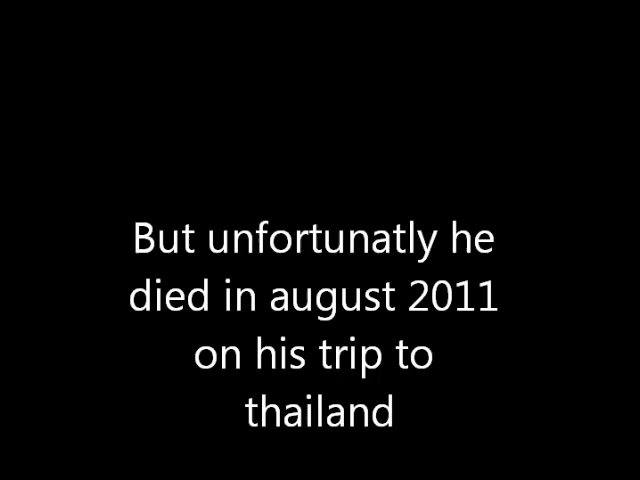 But unfortunatly he
died in august 2011
on his trip to
thailand